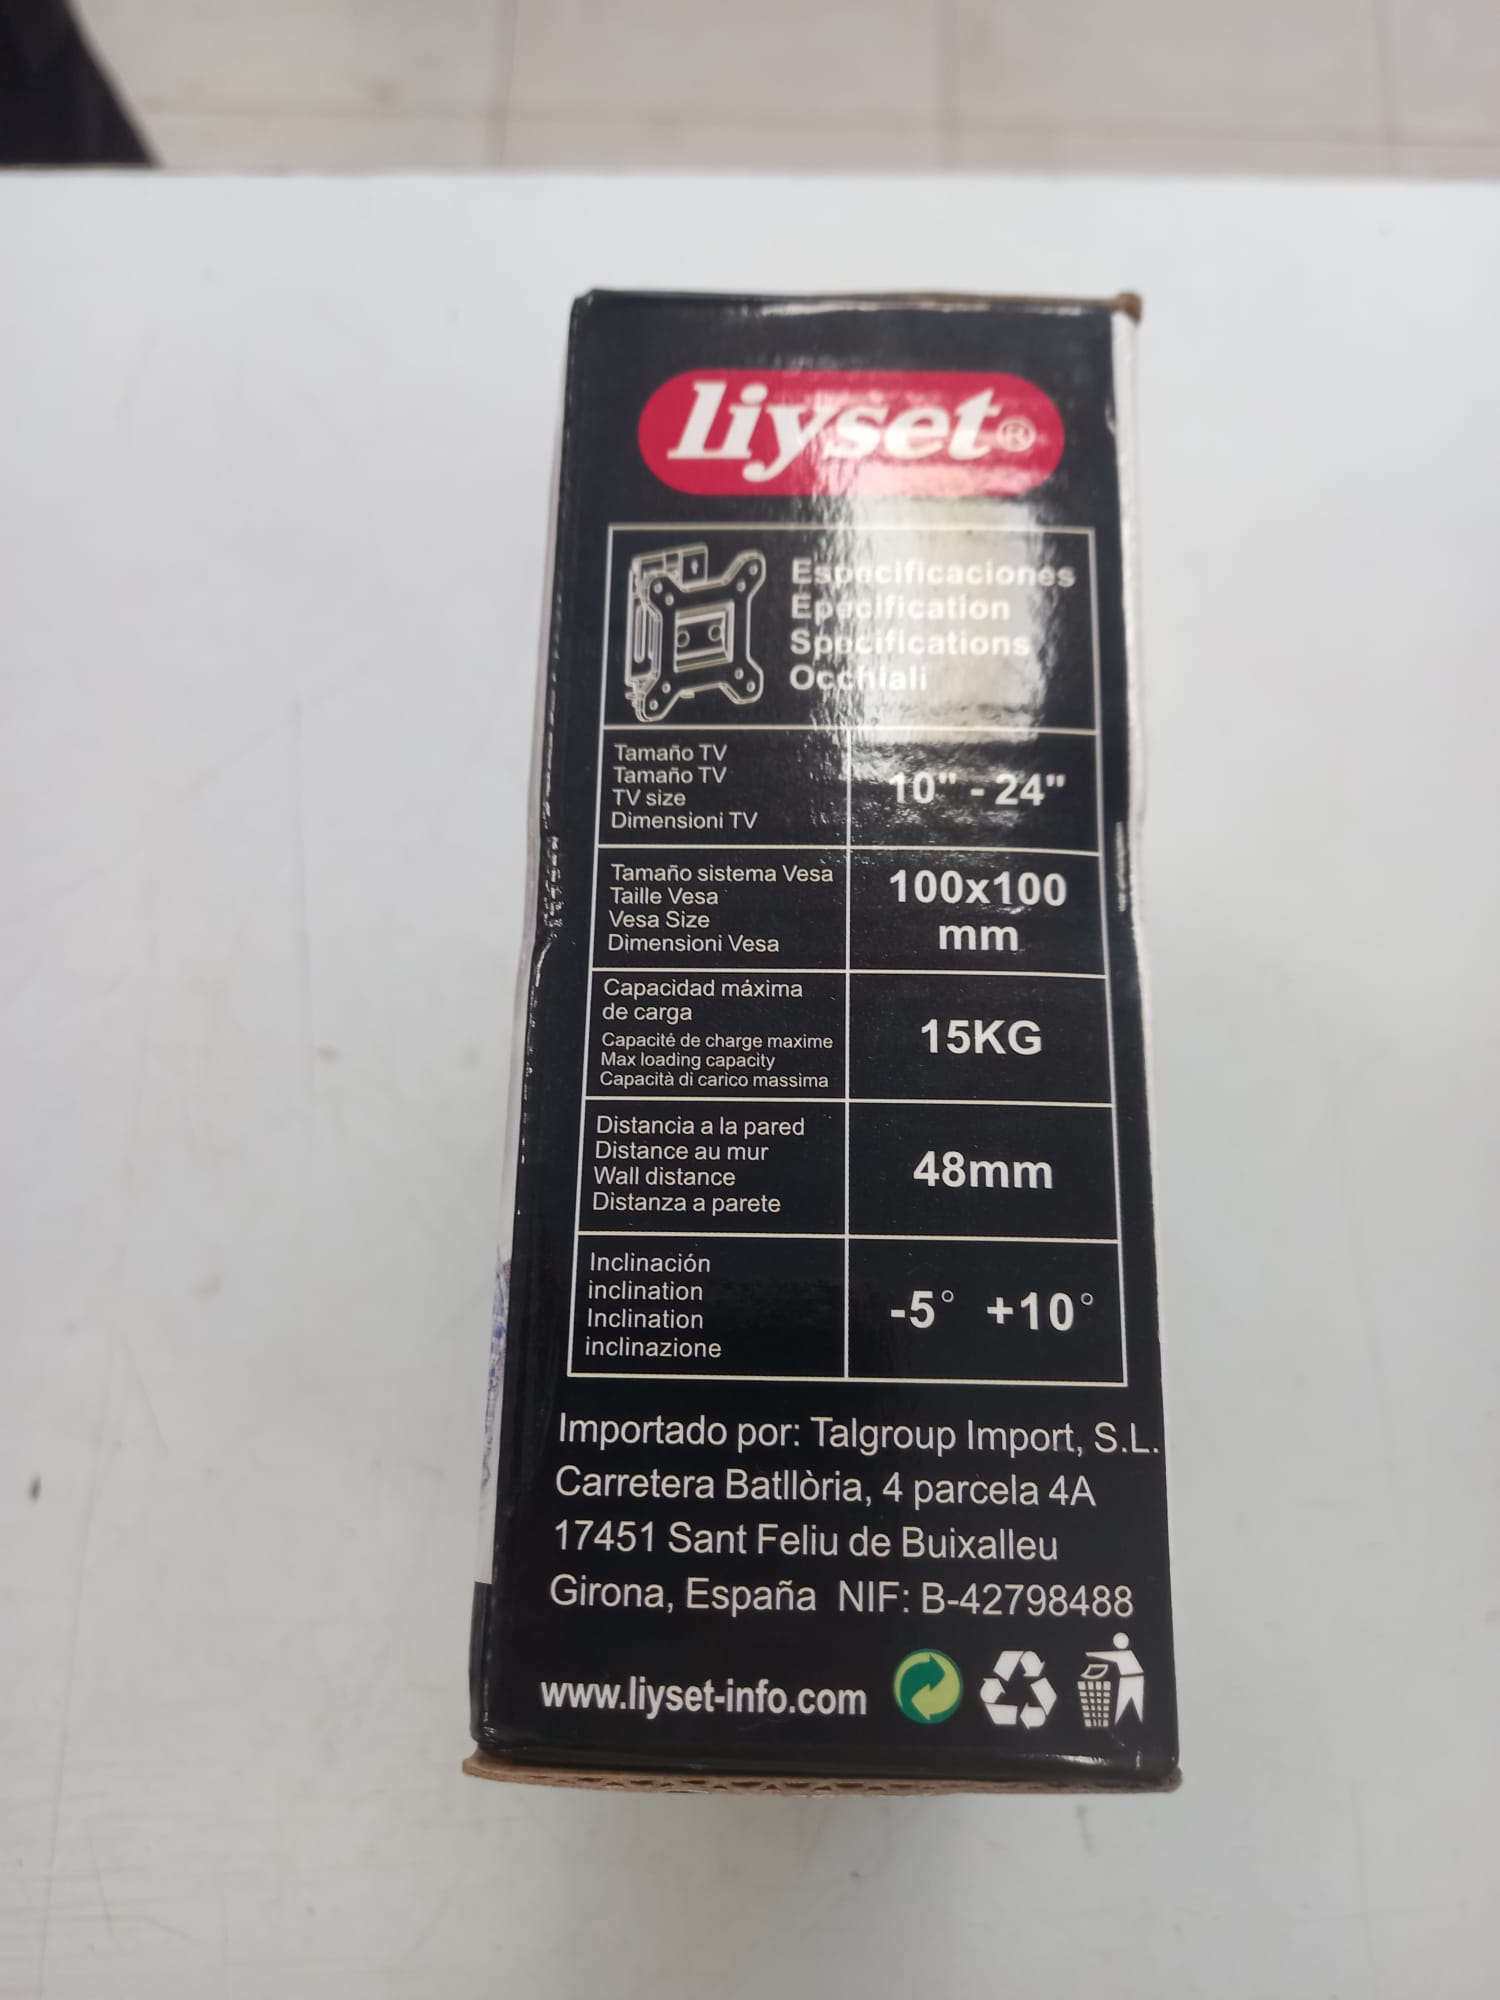 liyset®
Especificaciones
Epecification
Specifications
Occhiali
Tamaño TV
Tamaño TV
TV size
Dimensioni TV
10" - 24"
Tamaño sistema Vesa
Taille Vesa
Vesa Size
Dimensioni Vesa
100x100
mm
Capacidad máxima
de carga
Capacité de charge maxime
Max loading capacity
Capacità di carico massima
15KG
Distancia a la pared
Distance au mur
Wall distance
Distanza a parete
48mm
Inclinación
inclination
Inclination
inclinazione
-5° +10°
Importado por: Talgroup Import, S.L.
Carretera Batllòria, 4 parcela 4A
17451 Sant Feliu de Buixalleu
Girona, España NIF: B-42798488
www.liyset-info.com